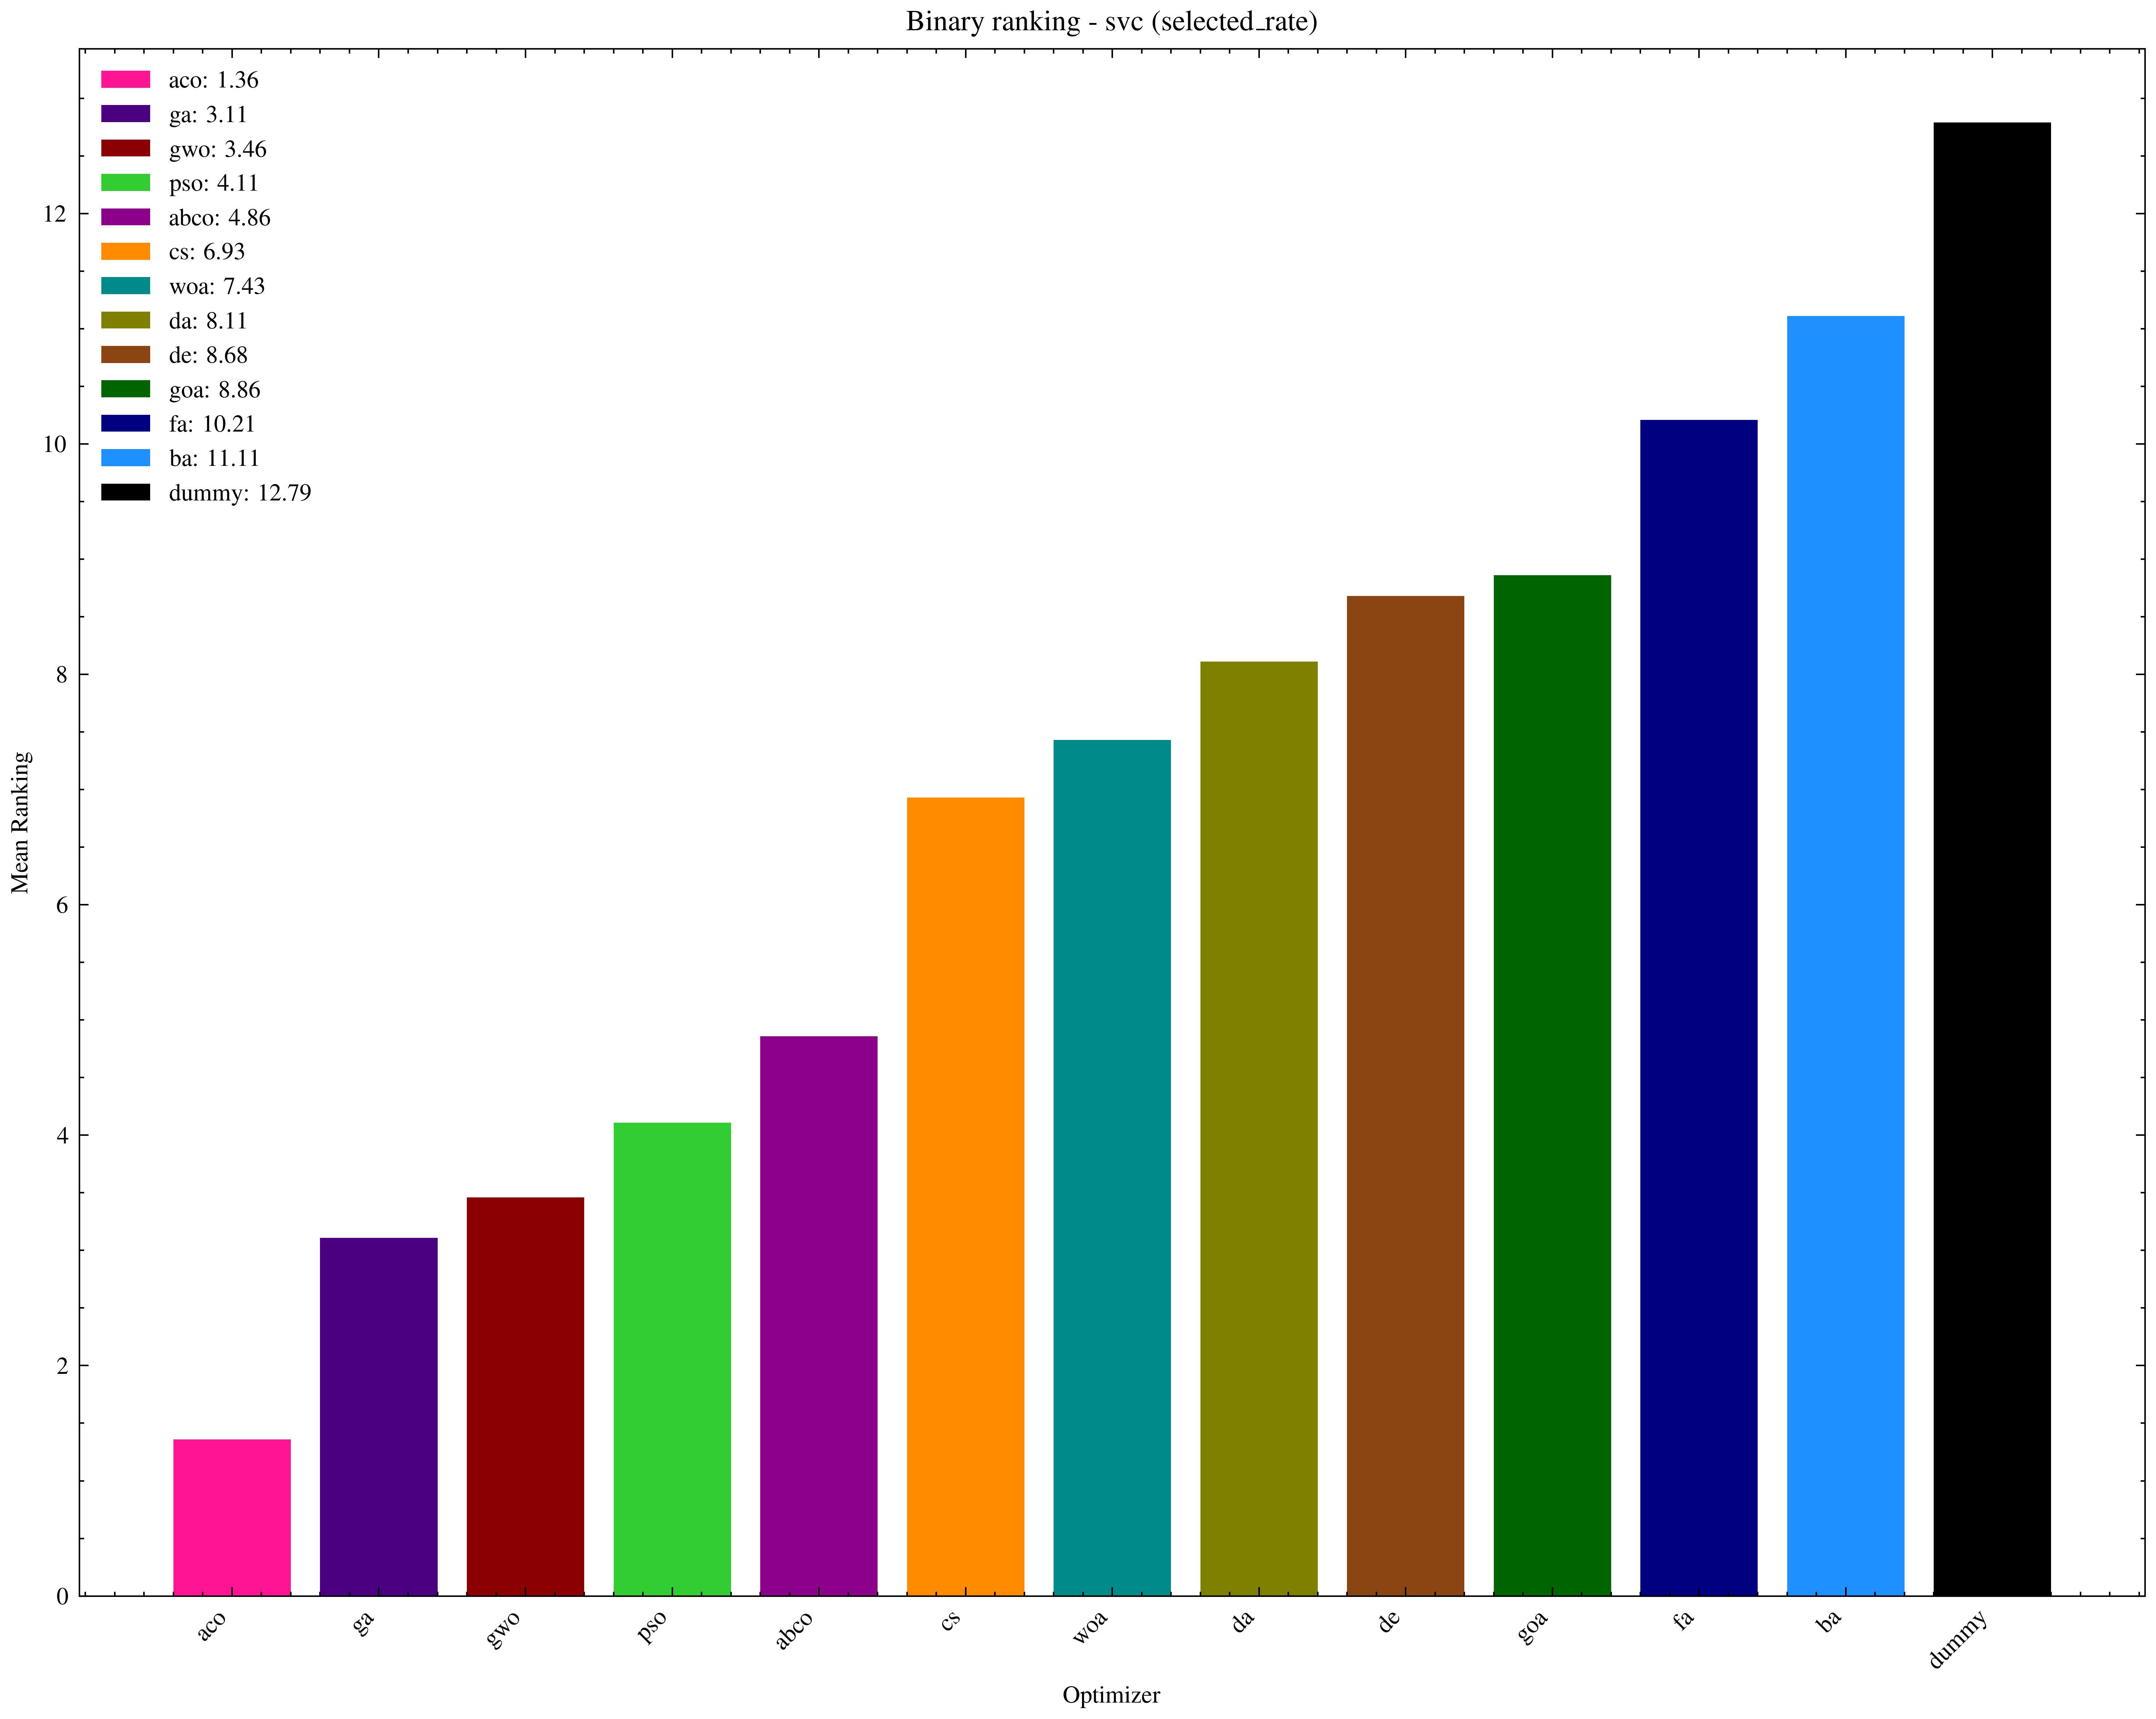 Binary ranking - svc (selected_rate)
aco: 1.36
ga: 3.11
gwo: 3.46
pso: 4.11
abco: 4.86
cs: 6.93
woa: 7.43
da: 8.11
de: 8.68
goa: 8.86
fa: 10.21
ba: 11.11
dummy: 12.79
Mean Ranking
12
10
8
6
4
2
0
aco
ga
gwo
pso
abco
cs
woa
da
de
goa
fa
ba
dummy
Optimizer